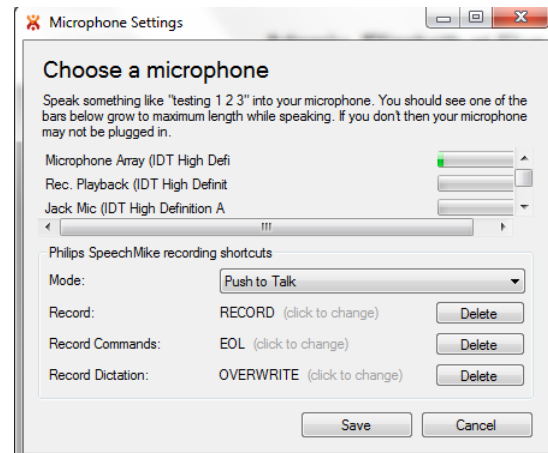 Microphone Settings
Choose a microphone
Speak something like "testing 1 2 3" into your microphone. You should see one of the
bars below grow to maximum length while speaking. If you don't then your microphone
may not be plugged in.
Microphone Array (IDT High Defi
Rec. Playback (IDT High Definit
Jack Mic (IDT High Definition A
Philips SpeechMike recording shortcuts
Mode: Push to Talk
Record: RECORD (click to change) Delete
Record Commands: EOL (click to change) Delete
Record Dictation: OVERWRITE (click to change) Delete
Save Cancel